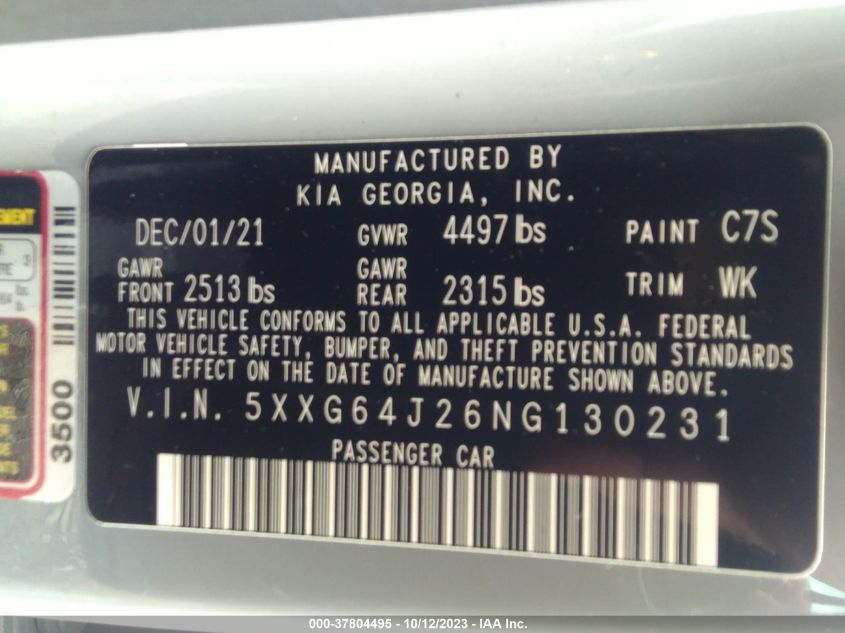 MANUFACTURED BY
KIA GEORGIA, INC.
DEC/01/21 GVWR 4497 lbs PAINT C7S
GAWR FRONT 2513 lbs GAWR REAR 2315 lbs TRIM WK
THIS VEHICLE CONFORMS TO ALL APPLICABLE U.S.A. FEDERAL
MOTOR VEHICLE SAFETY, BUMPER, AND THEFT PREVENTION STANDARDS
IN EFFECT ON THE DATE OF MANUFACTURE SHOWN ABOVE.
V.I.N. 5XXG64J26NG130231
PASSENGER CAR
3500
000-37804495 - 10/12/2023 - IAA Inc.